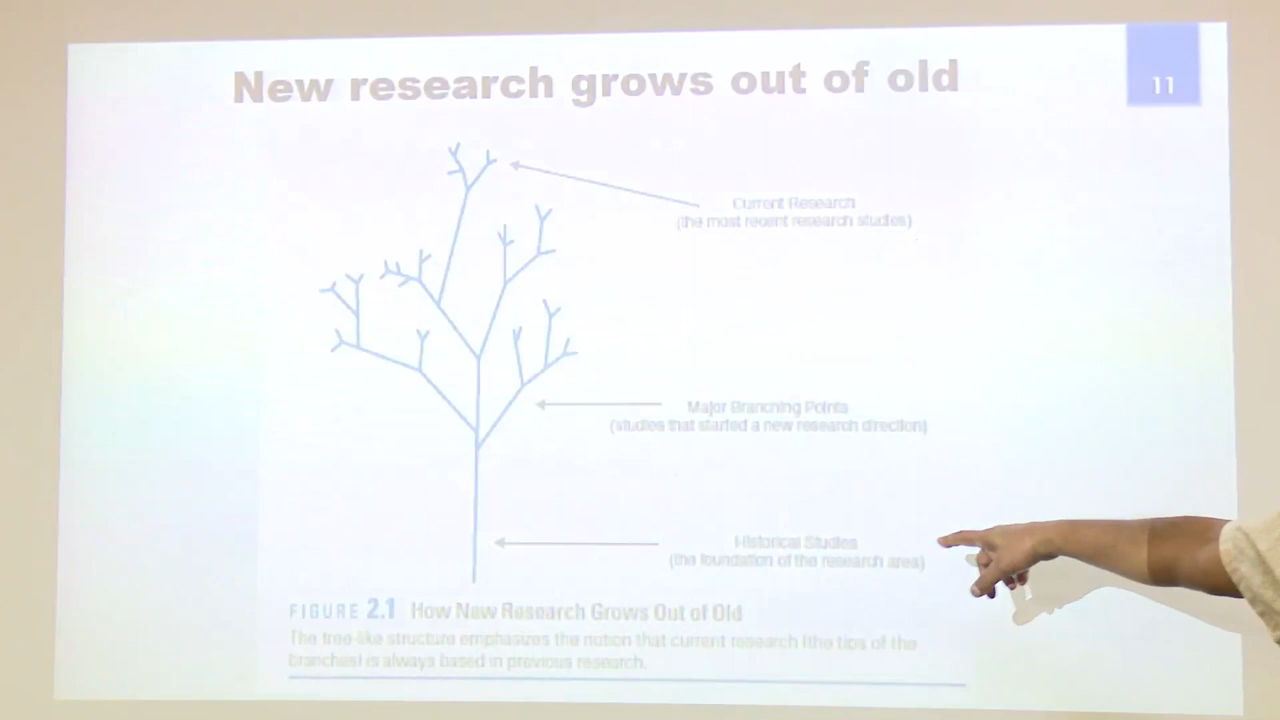 New research grows out of old
11
Current Research
(the most recent research studies)
Major Branching Points
(studies that started a new research direction)
Historical Studies
(the foundation of the research area)
FIGURE 2.1 How New Research Grows Out of Old
The tree-like structure emphasizes the notion that current research (the tips of the
branches) is always based in previous research.